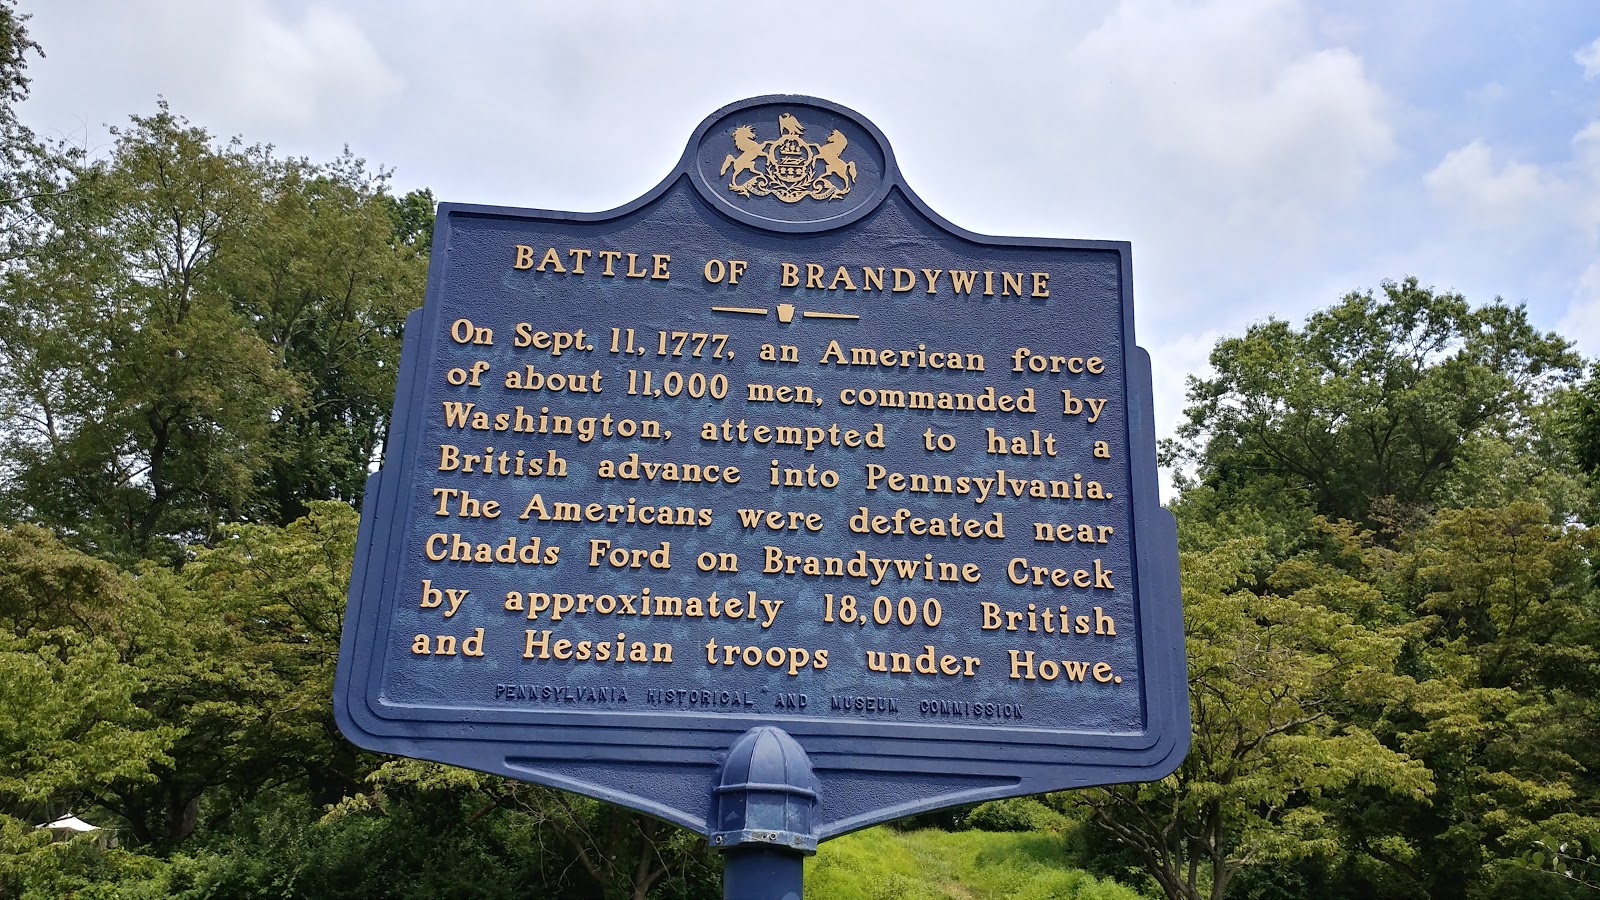 BATTLE OF BRANDYWINE
On Sept. 11, 1777, an American force
of about 11,000 men, commanded by
Washington, attempted to halt a
British advance into Pennsylvania.
The Americans were defeated near
Chadds Ford on Brandywine Creek
by approximately 18,000 British
and Hessian troops under Howe.
PENNSYLVANIA HISTORICAL AND MUSEUM COMMISSION